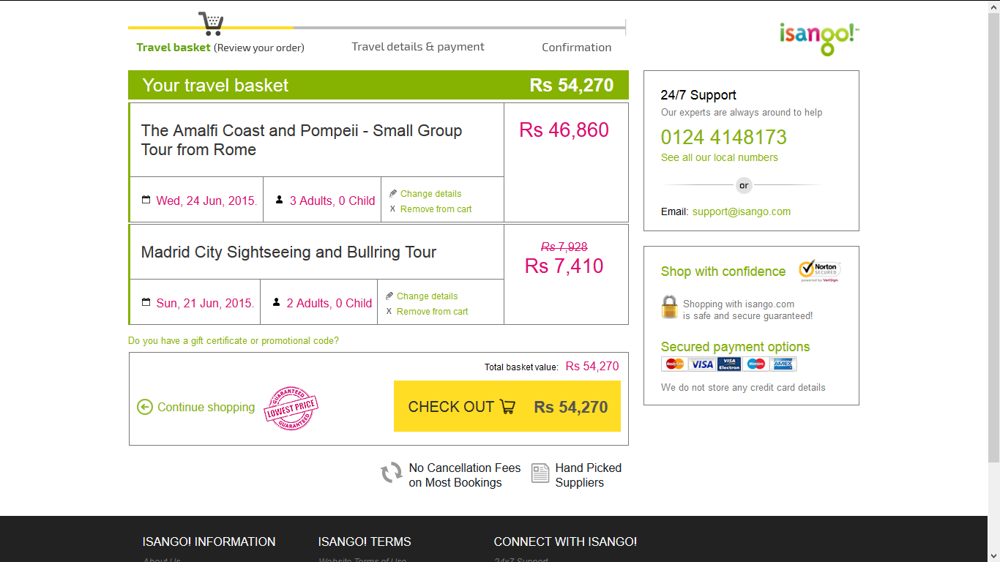 Travel basket (Review your order)
Travel details & payment
Confirmation
isango!
Your travel basket Rs 54,270
The Amalfi Coast and Pompeii - Small Group
Tour from Rome
Rs 46,860
Wed, 24 Jun, 2015.
3 Adults, 0 Child
Change details
X Remove from cart
Madrid City Sightseeing and Bullring Tour
Rs 7,928
Rs 7,410
Sun, 21 Jun, 2015.
2 Adults, 0 Child
Change details
X Remove from cart
Do you have a gift certificate or promotional code?
Total basket value: Rs 54,270
Continue shopping
GUARANTEED
LOWEST PRICE
GUARANTEED
CHECK OUT Rs 54,270
No Cancellation Fees
on Most Bookings
Hand Picked
Suppliers
24/7 Support
Our experts are always around to help
0124 4148173
See all our local numbers
or
Email: support@isango.com
Shop with confidence
Norton
SECURED
powered by VeriSign
Shopping with isango.com
is safe and secure guaranteed!
Secured payment options
MasterCard
VISA
VISA
Electron
Maestro
AMEX
We do not store any credit card details
ISANGO! INFORMATION
ISANGO! TERMS
CONNECT WITH ISANGO!
About Us
Website Terms of Use
24x7 Support